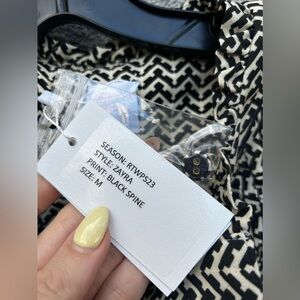 SEASON: RTWPS23
STYLE: ZAYRA
PRINT: BLACK SPINE
SIZE: M